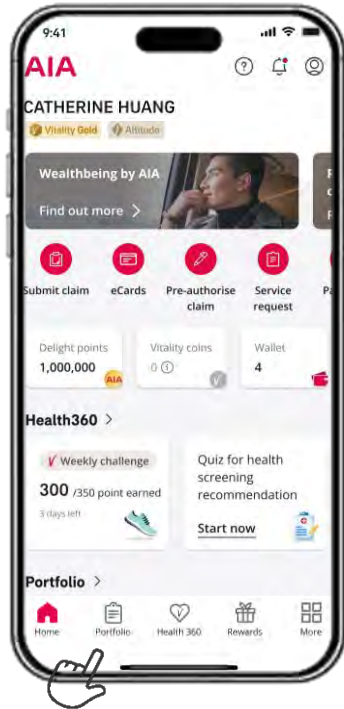 9:41
AIA
CATHERINE HUANG
Vitality Gold Altitude
Wealthbeing by AIA
Find out more >
Submit claim eCards Pre-authorise claim Service request
Delight points Vitality coins Wallet
1,000,000 0 4
AIA
Health360 >
Weekly challenge
300 /350 point earned
3 days left
Quiz for health
screening
recommendation
Start now
Portfolio >
Home Portfolio Health 360 Rewards More